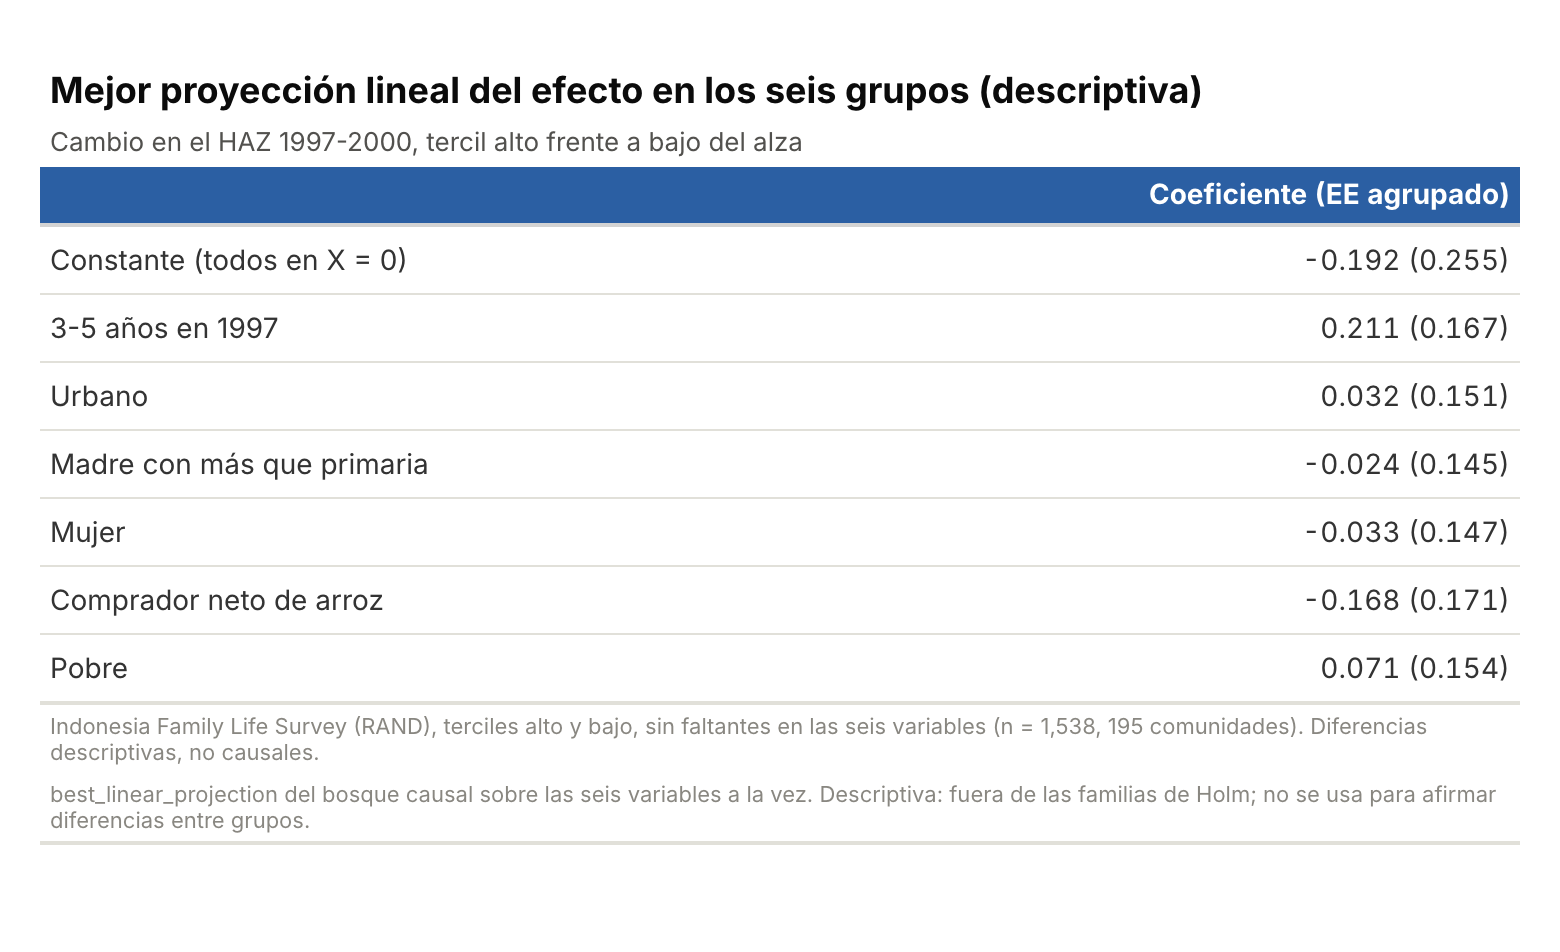 Mejor proyección lineal del efecto en los seis grupos (descriptiva)
Cambio en el HAZ 1997-2000, tercil alto frente a bajo del alza
Coeficiente (EE agrupado)
Constante (todos en X = 0) -0.192 (0.255)
3-5 años en 1997 0.211 (0.167)
Urbano 0.032 (0.151)
Madre con más que primaria -0.024 (0.145)
Mujer -0.033 (0.147)
Comprador neto de arroz -0.168 (0.171)
Pobre 0.071 (0.154)
Indonesia Family Life Survey (RAND), terciles alto y bajo, sin faltantes en las seis variables (n = 1,538, 195 comunidades). Diferencias
descriptivas, no causales.
best_linear_projection del bosque causal sobre las seis variables a la vez. Descriptiva: fuera de las familias de Holm; no se usa para afirmar
diferencias entre grupos.